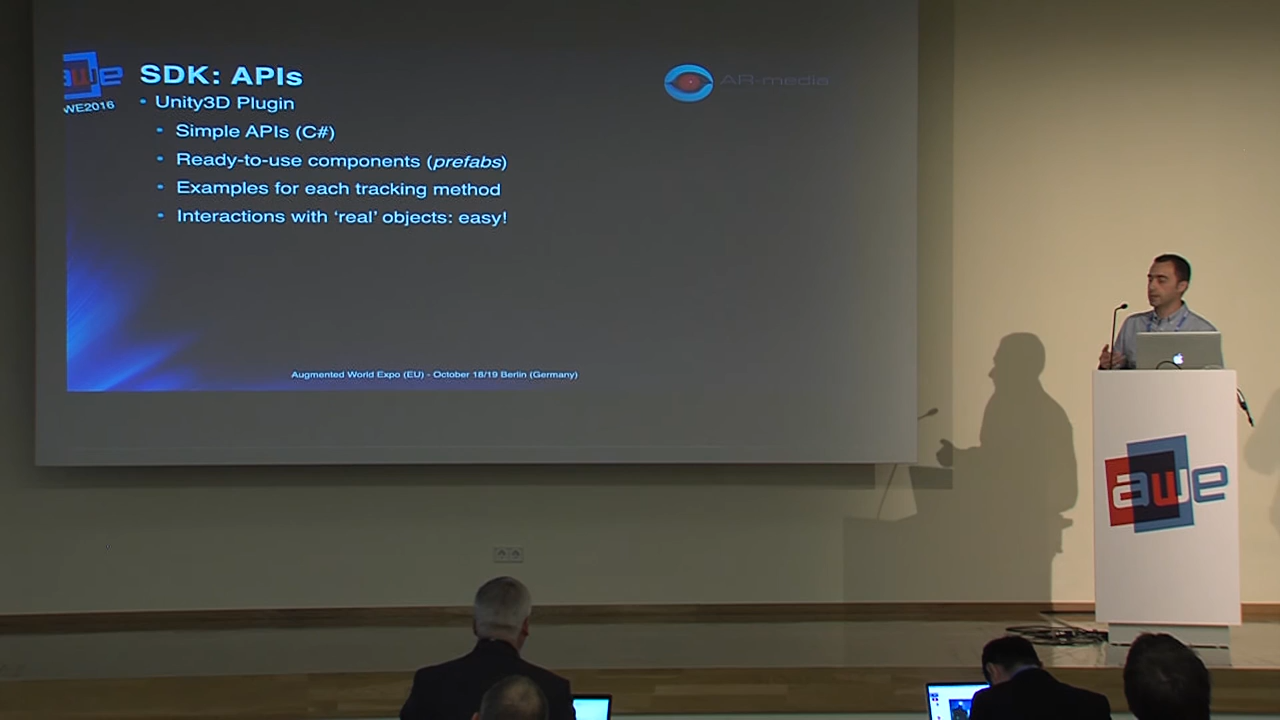 awe
WE2016
SDK: APIs
AR-media
• Unity3D Plugin
• Simple APIs (C#)
• Ready-to-use components (prefabs)
• Examples for each tracking method
• Interactions with ‘real’ objects: easy!
Augmented World Expo (EU) - October 18/19 Berlin (Germany)
awe